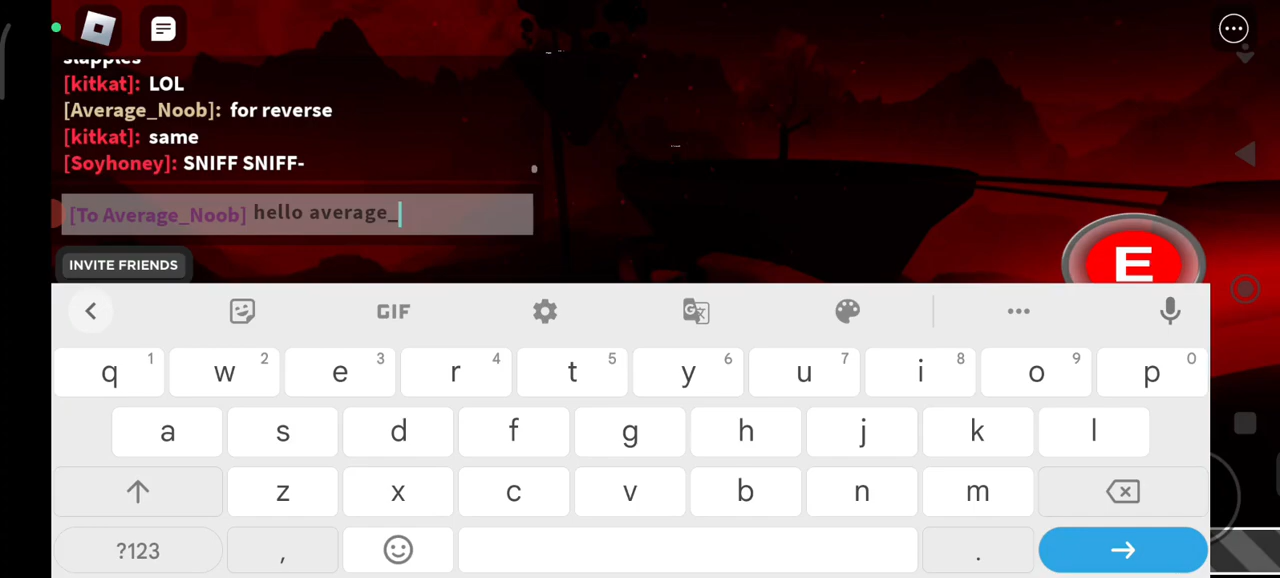 slapples
[kitkat]: LOL
[Average_Noob]: for reverse
[kitkat]: same
[Soyhoney]: SNIFF SNIFF-
[To Average_Noob] hello average_
INVITE FRIENDS
E
GIF
q 1 w 2 e 3 r 4 t 5 y 6 u 7 i 8 o 9 p 0
a s d f g h j k l
z x c v b n m
?123 , .